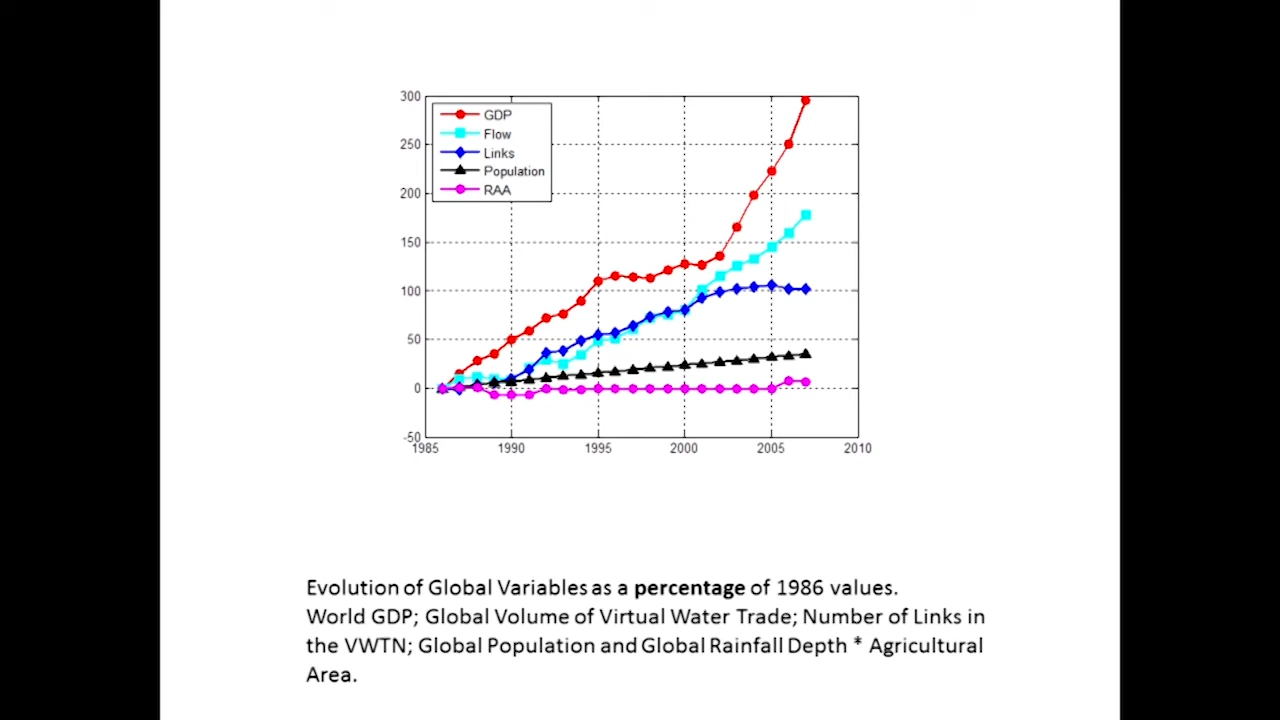 300
250
200
150
100
50
0
-50
1985 1990 1995 2000 2005 2010
GDP
Flow
Links
Population
RAA
Evolution of Global Variables as a percentage of 1986 values.
World GDP; Global Volume of Virtual Water Trade; Number of Links in
the VWTN; Global Population and Global Rainfall Depth * Agricultural
Area.